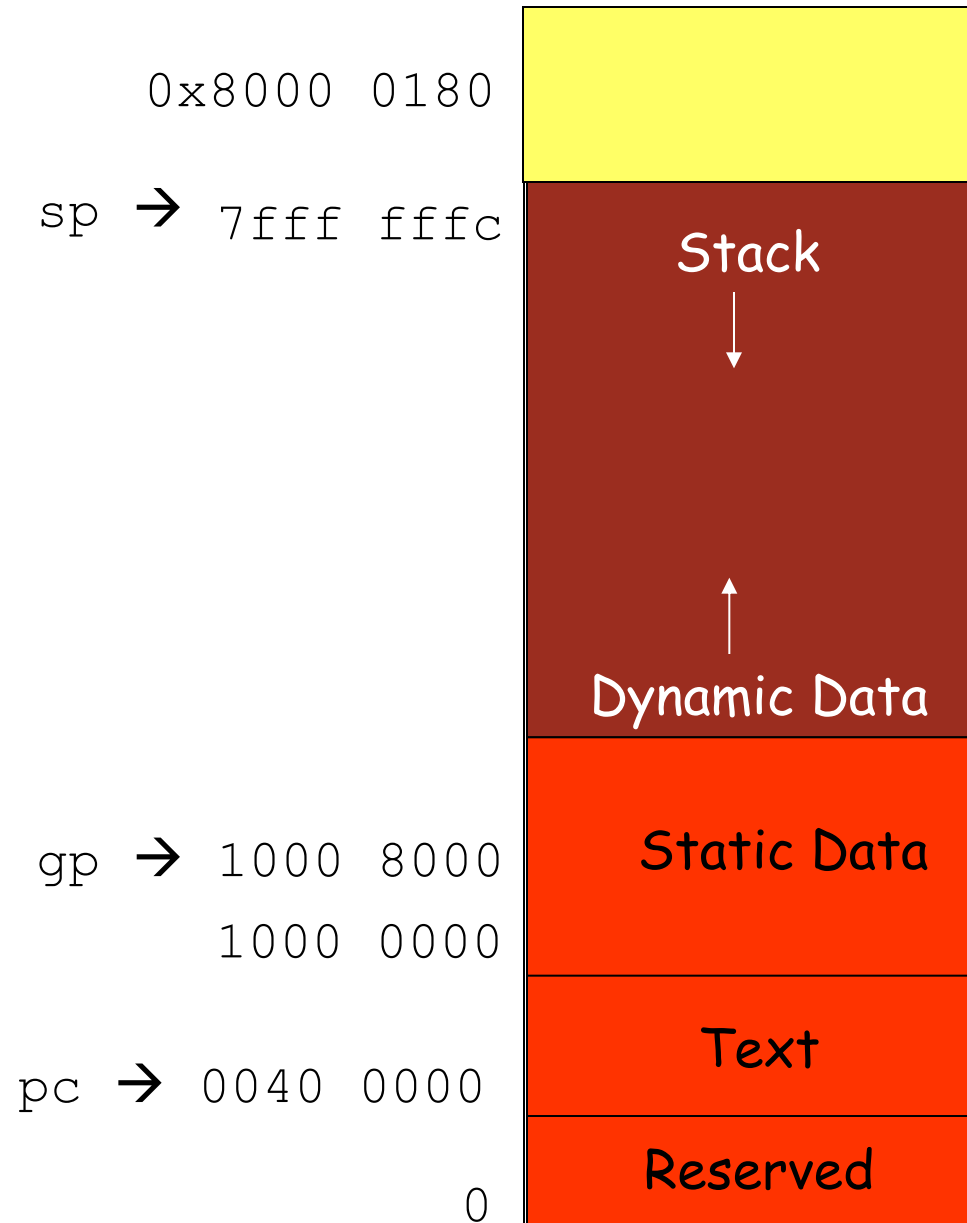 0x8000 0180
sp → 7fff fffc
Stack
Dynamic Data
gp → 1000 8000
Static Data
1000 0000
Text
pc → 0040 0000
Reserved
0